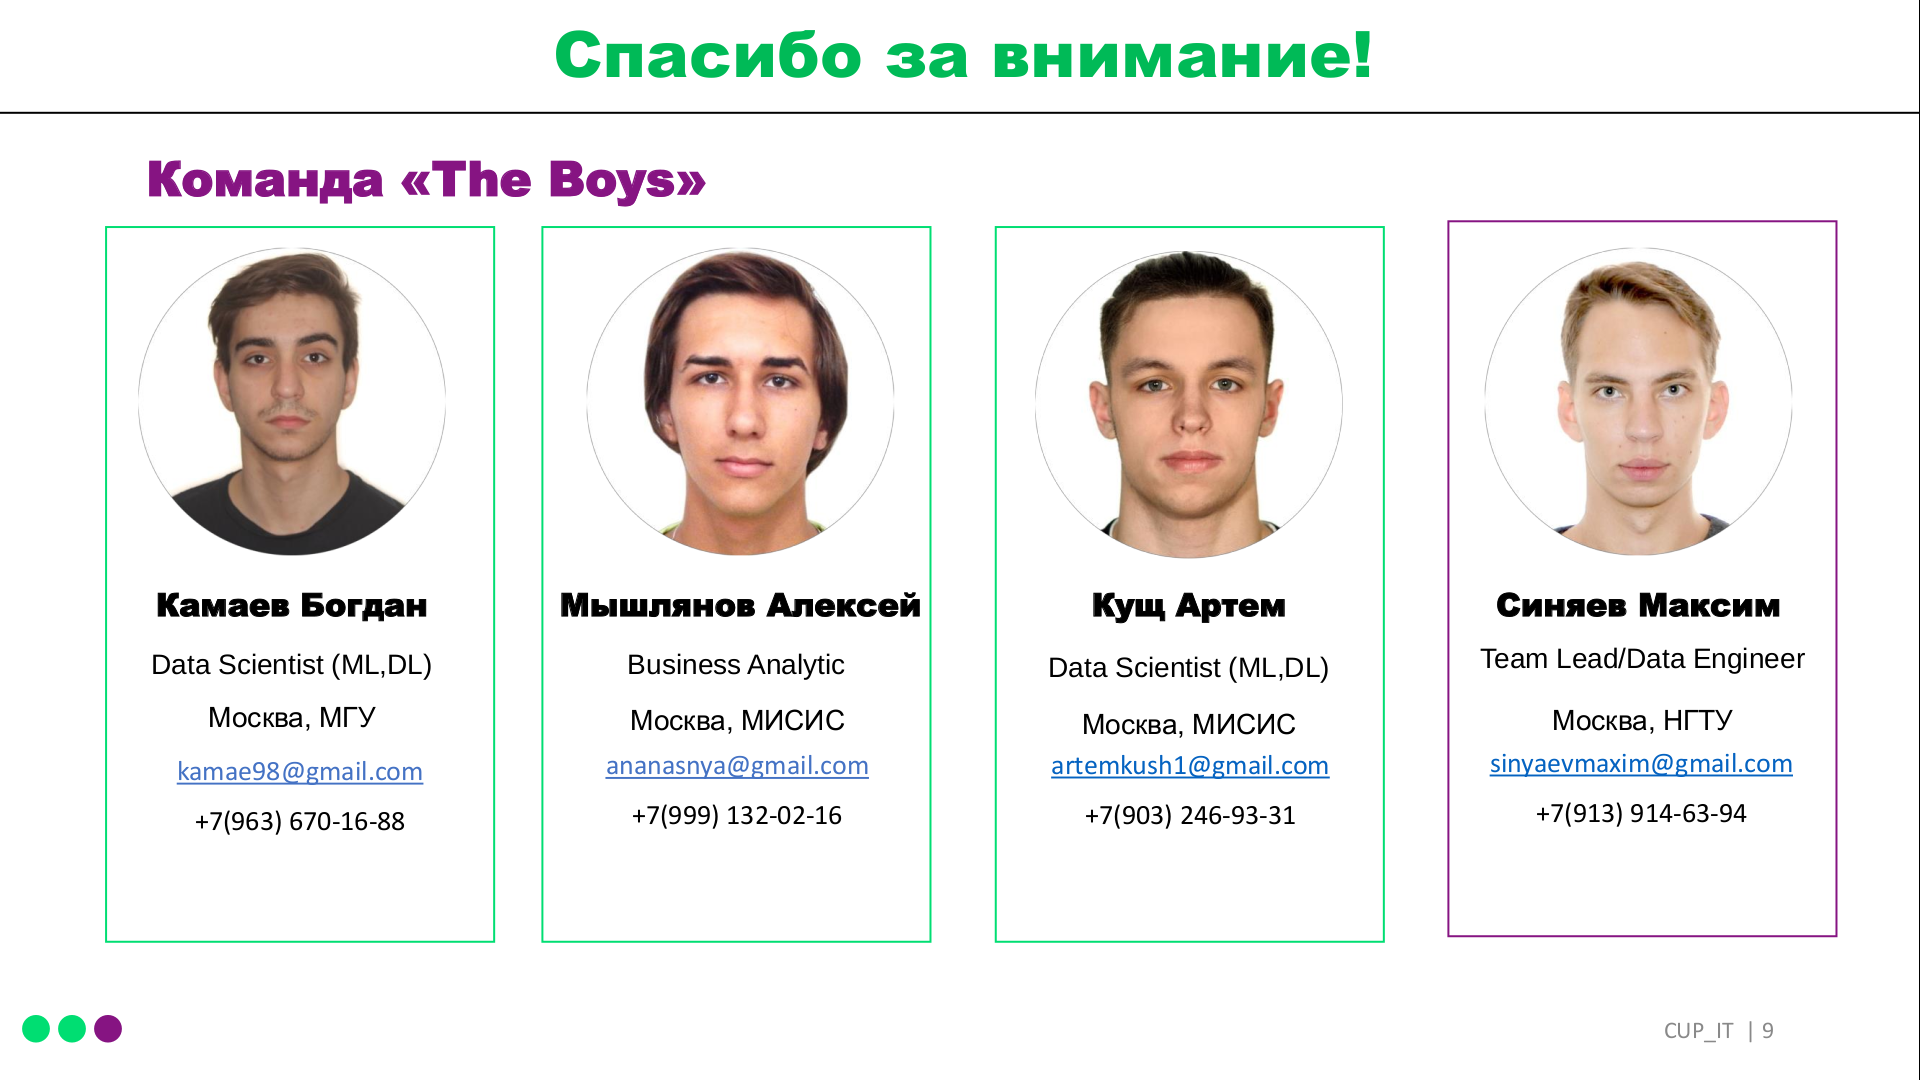 Спасибо за внимание!
Команда «The Boys»
Камаев Богдан
Data Scientist (ML,DL)
Москва, МГУ
kamae98@gmail.com
+7(963) 670-16-88
Мышлянов Алексей
Business Analytic
Москва, МИСИС
ananasnya@gmail.com
+7(999) 132-02-16
Кущ Артем
Data Scientist (ML,DL)
Москва, МИСИС
artemkush1@gmail.com
+7(903) 246-93-31
Синяев Максим
Team Lead/Data Engineer
Москва, НГТУ
sinyaevmaxim@gmail.com
+7(913) 914-63-94
CUP_IT | 9